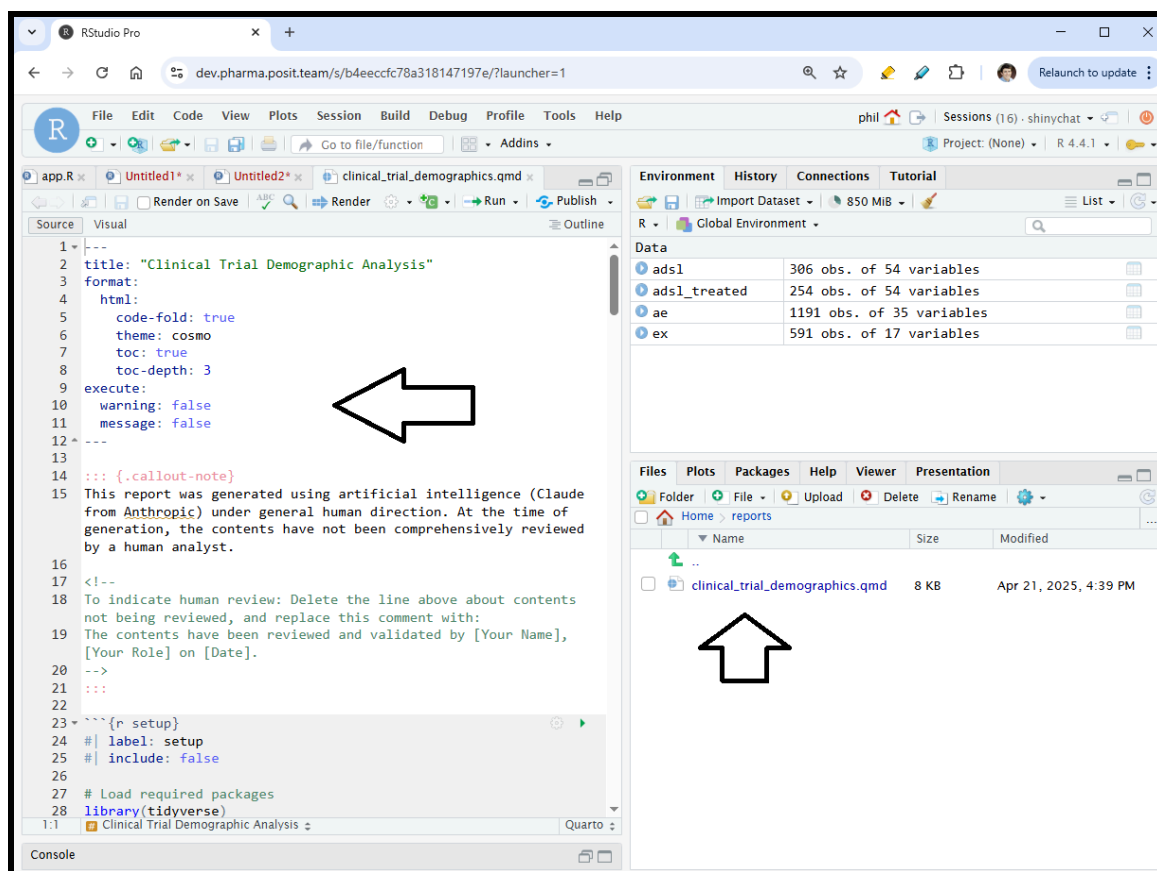 RStudio Pro
dev.pharma.posit.team/s/b4eeccfc78a318147197e/?launcher=1
Relaunch to update
R
File Edit Code View Plots Session Build Debug Profile Tools Help
phil
Sessions (16) · shinychat
Go to file/function
Addins
Project: (None)
R 4.4.1
app.R
Untitled1*
Untitled2*
clinical_trial_demographics.qmd
Render on Save
ABC
Render
Run
Publish
Source Visual
Outline
1 ---
2 title: "Clinical Trial Demographic Analysis"
3 format:
4 html:
5 code-fold: true
6 theme: cosmo
7 toc: true
8 toc-depth: 3
9 execute:
10 warning: false
11 message: false
12 ---
13
14 ::: {.callout-note}
15 This report was generated using artificial intelligence (Claude
from Anthropic) under general human direction. At the time of
generation, the contents have not been comprehensively reviewed
by a human analyst.
16
17 <!--
18 To indicate human review: Delete the line above about contents
not being reviewed, and replace this comment with:
19 The contents have been reviewed and validated by [Your Name],
[Your Role] on [Date].
20 -->
21 :::
22
23 ```{r setup}
24 #| label: setup
25 #| include: false
26
27 # Load required packages
28 library(tidyverse)
1:1
# Clinical Trial Demographic Analysis
Quarto
Console
Environment History Connections Tutorial
Import Dataset
850 MiB
List
R
Global Environment
Data
adsl 306 obs. of 54 variables
adsl_treated 254 obs. of 54 variables
ae 1191 obs. of 35 variables
ex 591 obs. of 17 variables
Files Plots Packages Help Viewer Presentation
Folder File Upload Delete Rename
Home reports
...
Name Size Modified
..
clinical_trial_demographics.qmd 8 KB Apr 21, 2025, 4:39 PM